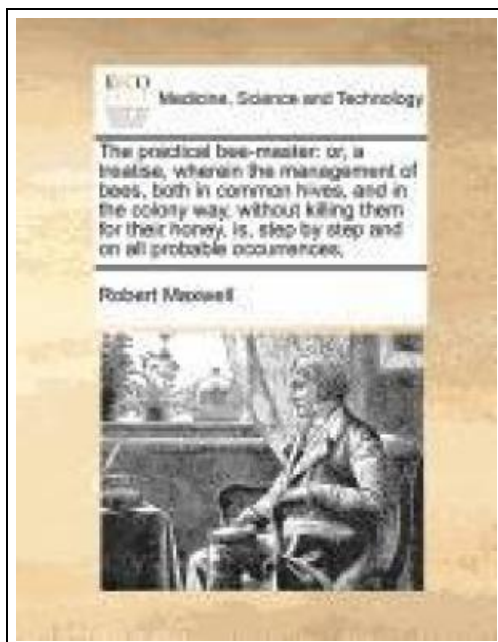 ECCO
Medicine, Science and Technology
The practical bee-master: or, a
treatise, wherein the management of
bees, both in common hives, and in
the colony way, without killing them
for their honey, is, step by step and
on all probable occurrences,
Robert Maxwell